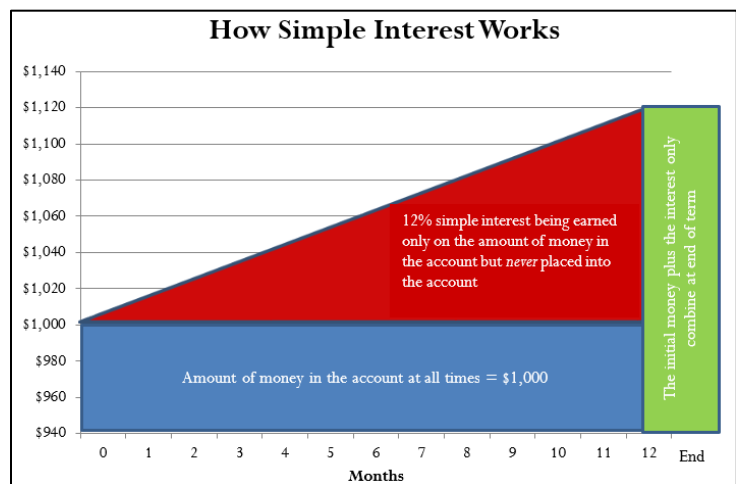 How Simple Interest Works
$1,140
$1,120
$1,100
$1,080
$1,060
$1,040
$1,020
$1,000
$980
$960
$940
12% simple interest being earned
only on the amount of money in
the account but never placed into
the account
Amount of money in the account at all times = $1,000
The initial money plus the interest only
combine at end of term
0 1 2 3 4 5 6 7 8 9 10 11 12 End
Months